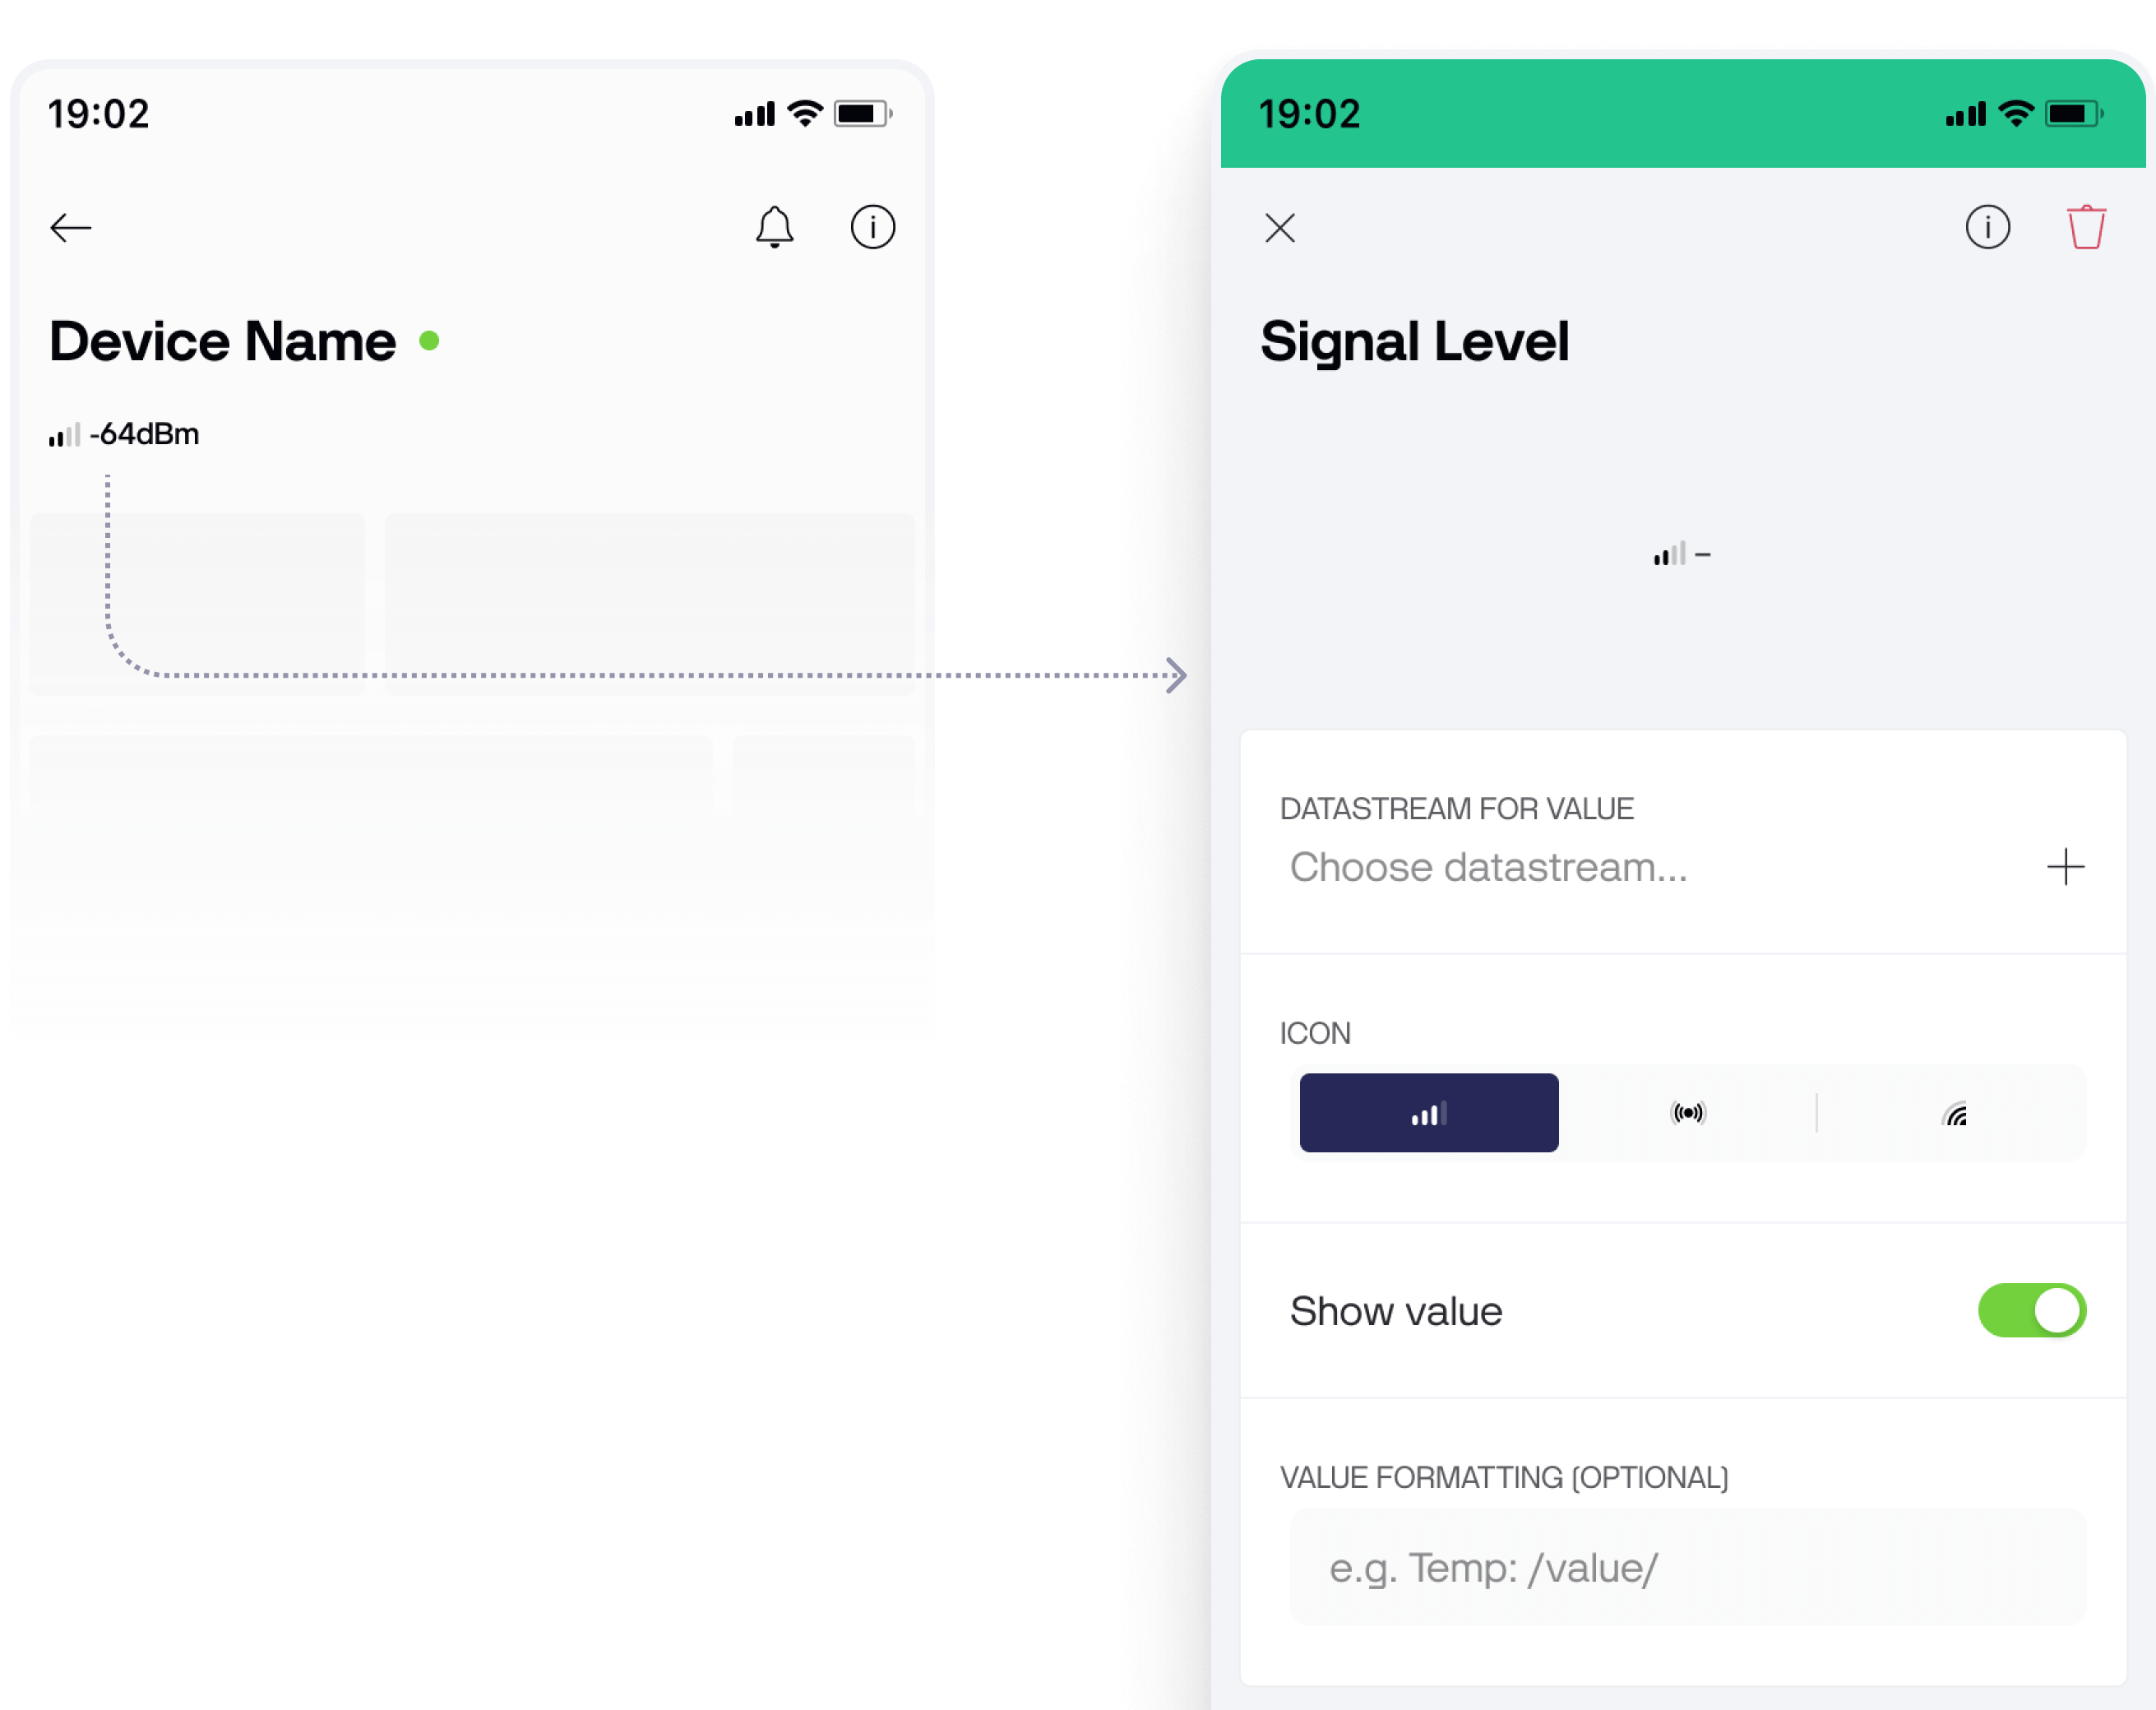 19:02
Device Name
-64dBm
19:02
Signal Level
–
DATASTREAM FOR VALUE
Choose datastream...
ICON
Show value
VALUE FORMATTING (OPTIONAL)
e.g. Temp: /value/